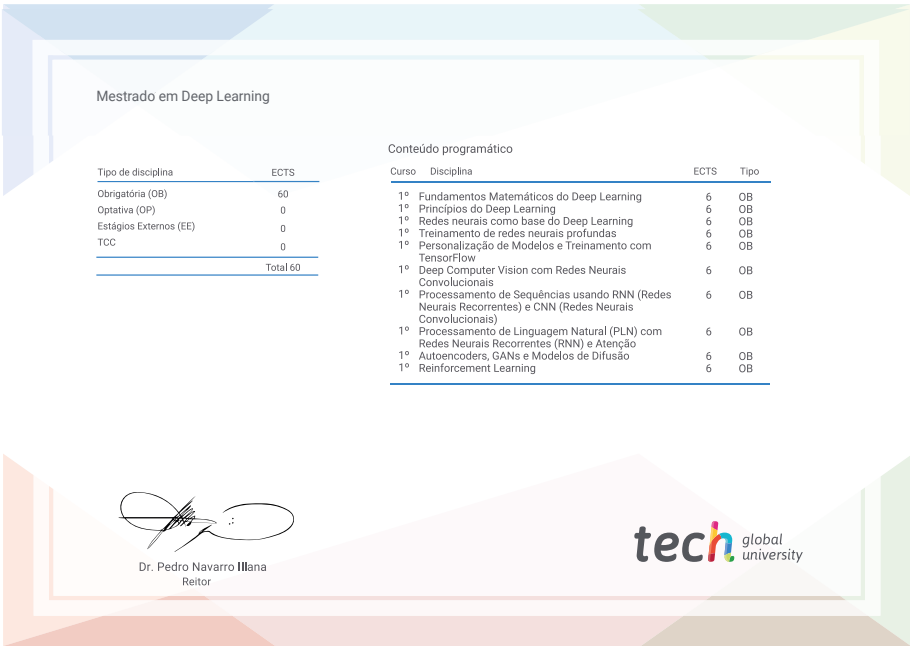 Mestrado em Deep Learning
Tipo de disciplina ECTS
Obrigatória (OB) 60
Optativa (OP) 0
Estágios Externos (EE) 0
TCC 0
Total 60
Conteúdo programático
Curso Disciplina ECTS Tipo
1º Fundamentos Matemáticos do Deep Learning 6 OB
1º Princípios do Deep Learning 6 OB
1º Redes neurais como base do Deep Learning 6 OB
1º Treinamento de redes neurais profundas 6 OB
1º Personalização de Modelos e Treinamento com 6 OB
TensorFlow
1º Deep Computer Vision com Redes Neurais 6 OB
Convolucionais
1º Processamento de Sequências usando RNN (Redes 6 OB
Neurais Recorrentes) e CNN (Redes Neurais
Convolucionais)
1º Processamento de Linguagem Natural (PLN) com 6 OB
Redes Neurais Recorrentes (RNN) e Atenção
1º Autoencoders, GANs e Modelos de Difusão 6 OB
1º Reinforcement Learning 6 OB
Dr. Pedro Navarro Illana
Reitor
tech global
university